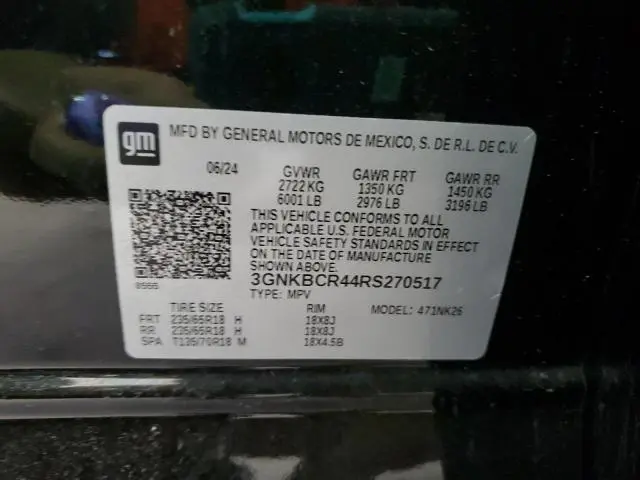 gm
MFD BY GENERAL MOTORS DE MEXICO, S. DE R.L. DE C.V.
06/24 GVWR GAWR FRT GAWR RR
2722 KG 1350 KG 1450 KG
6001 LB 2976 LB 3196 LB
THIS VEHICLE CONFORMS TO ALL
APPLICABLE U.S. FEDERAL MOTOR
VEHICLE SAFETY STANDARDS IN EFFECT
ON THE DATE OF MANUFACTURE
SHOWN ABOVE.
3GNKBCR44RS270517
TYPE: MPV MODEL: 471NK26
TIRE SIZE RIM
FRT 235/65R18 H 18X8J
RR 235/65R18 H 18X8J
SPA T135/70R18 M 18X4.5B